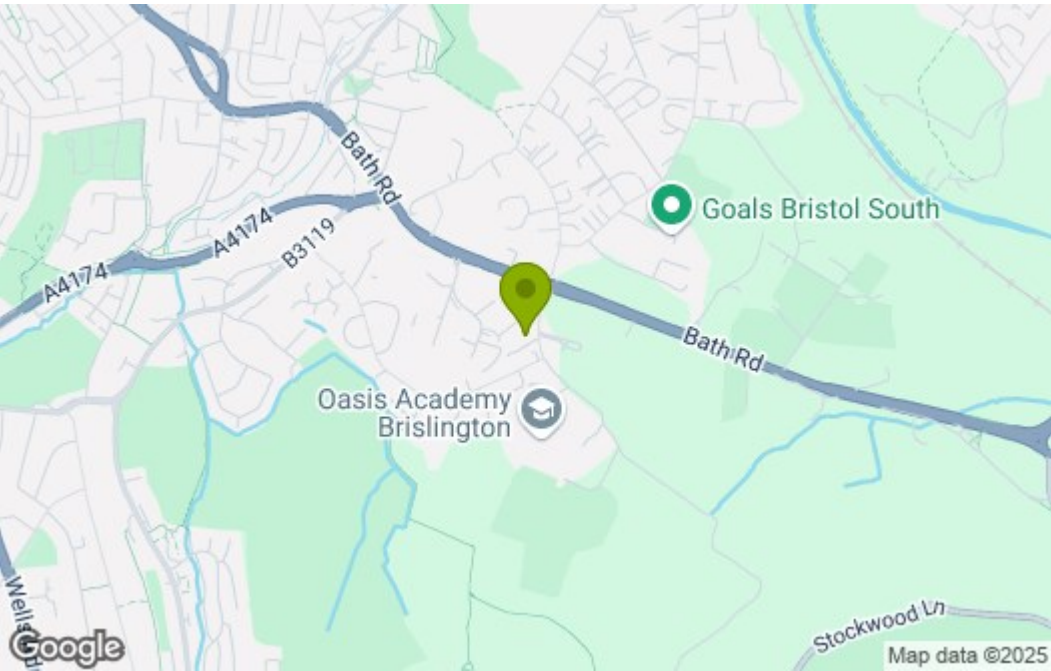 Bath Rd
Goals Bristol South
A4174
B3119
A4174
Bath Rd
Oasis Academy
Brislington
Stockwood Ln
Google
Map data ©2025